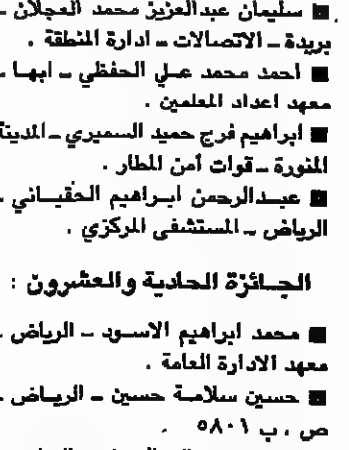 ■ سليمان عبدالعزيز محمد العجلان ـ
بريدة ـ الاتصالات ـ ادارة المنطقة .
■ احمد محمد علي الحفظي ـ ابها ـ
معهد اعداد المعلمين .
■ ابراهيم فرج حميد السميري ـ المدينة
المنورة ـ قوات أمن المطار .
■ عبدالرحمن ابراهيم الحقياني ـ
الرياض ـ المستشفى المركزي .
الجائزة الحادية والعشرون :
■ محمد ابراهيم الاسود ـ الرياض ـ
معهد الادارة العامة .
■ حسين سلامة حسين ـ الرياض ـ
ص . ب ٥٨٠٦ .